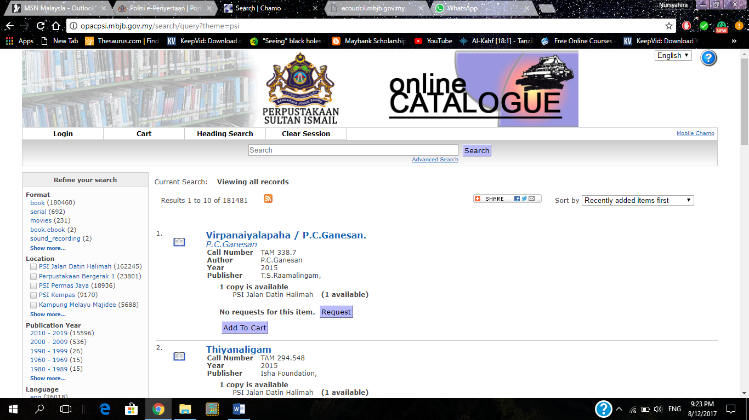 MSN Malaysia - Outlook
Polisi e-Penyertaan | Po
Search | Chamo
ecouncil.mbjb.gov.my
WhatsApp
Nursyahira
opacpsi.mbjb.gov.my/search/query?theme=psi
Apps
New Tab
Thesaurus.com | Find
KeepVid: Download
"Seeing" black holes
Maybank Scholarship
YouTube
Al-Kahf [18:1] - Tanzil
Free Online Courses
KeepVid: Download
English
PERPUSTAKAAN
SULTAN ISMAIL
online
CATALOGUE
Login
Cart
Heading Search
Clear Session
Mobile Chamo
Search
Search
Advanced Search
Refine your search
Current Search: Viewing all records
Results 1 to 10 of 181481
SHARE
Sort by Recently added items first
Format
book (180460)
serial (692)
movies (231)
book.ebook (2)
sound_recording (2)
Show more...
Location
PSI Jalan Datin Halimah (162245)
Perpustakaan Bergerak 1 (23801)
PSI Permas Jaya (18936)
PSI Kempas (9170)
Kampung Melayu Majidee (5688)
Show more...
Publication Year
2010 - 2019 (15596)
2000 - 2009 (536)
1990 - 1999 (26)
1960 - 1969 (15)
1980 - 1989 (15)
Show more...
Language
1.
Virpanaiyalapaha / P.C.Ganesan.
P.C.Ganesan
Call Number TAM 338.7
Author P.C.Ganesan
Year 2015
Publisher T.S.Raamalingam,
1 copy is available
PSI Jalan Datin Halimah (1 available)
No requests for this item. Request
Add To Cart
2.
Thiyanaligam
Call Number TAM 294.548
Year 2015
Publisher Isha Foundation,
1 copy is available
PSI Jalan Datin Halimah (1 available)
ENG
9:23 PM
8/12/2017